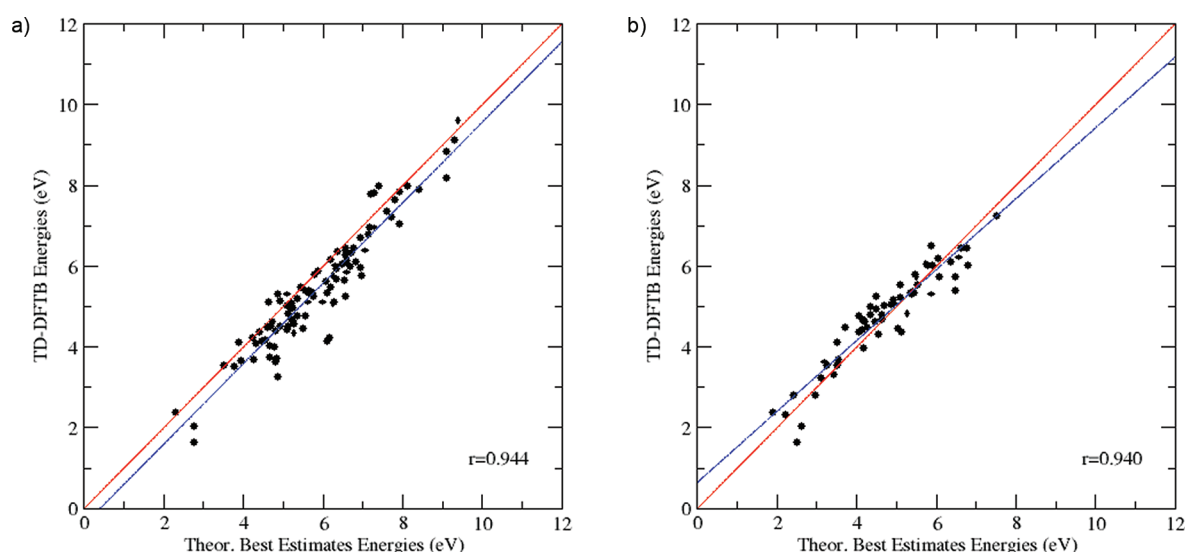 a)
TD-DFTB Energies (eV)
12
10
8
6
4
2
0
r=0.944
0 2 4 6 8 10 12
Theor. Best Estimates Energies (eV)
b)
TD-DFTB Energies (eV)
12
10
8
6
4
2
0
r=0.940
0 2 4 6 8 10 12
Theor. Best Estimates Energies (eV)